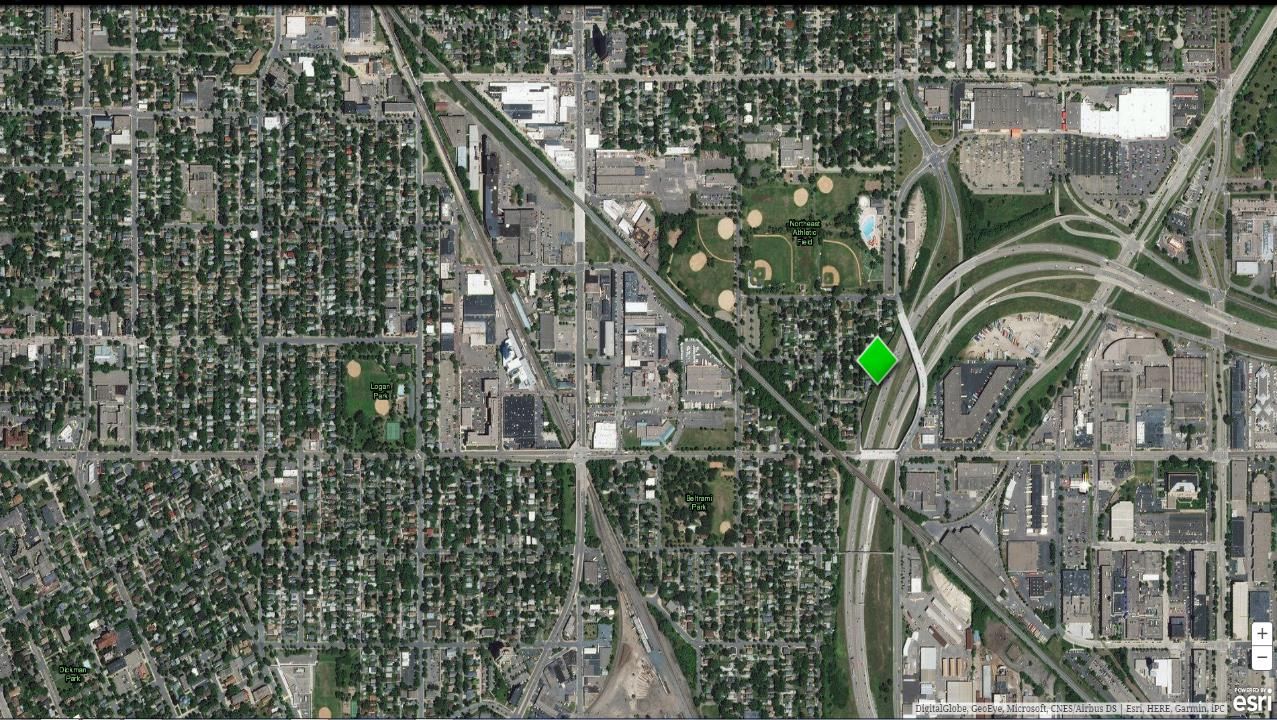 Northeast
Athletic
Field
Logan
Park
Beltrami
Park
Dickman
Park
+
−
POWERED BY
esri
DigitalGlobe, GeoEye, Microsoft, CNES/Airbus DS | Esri, HERE, Garmin, iPC